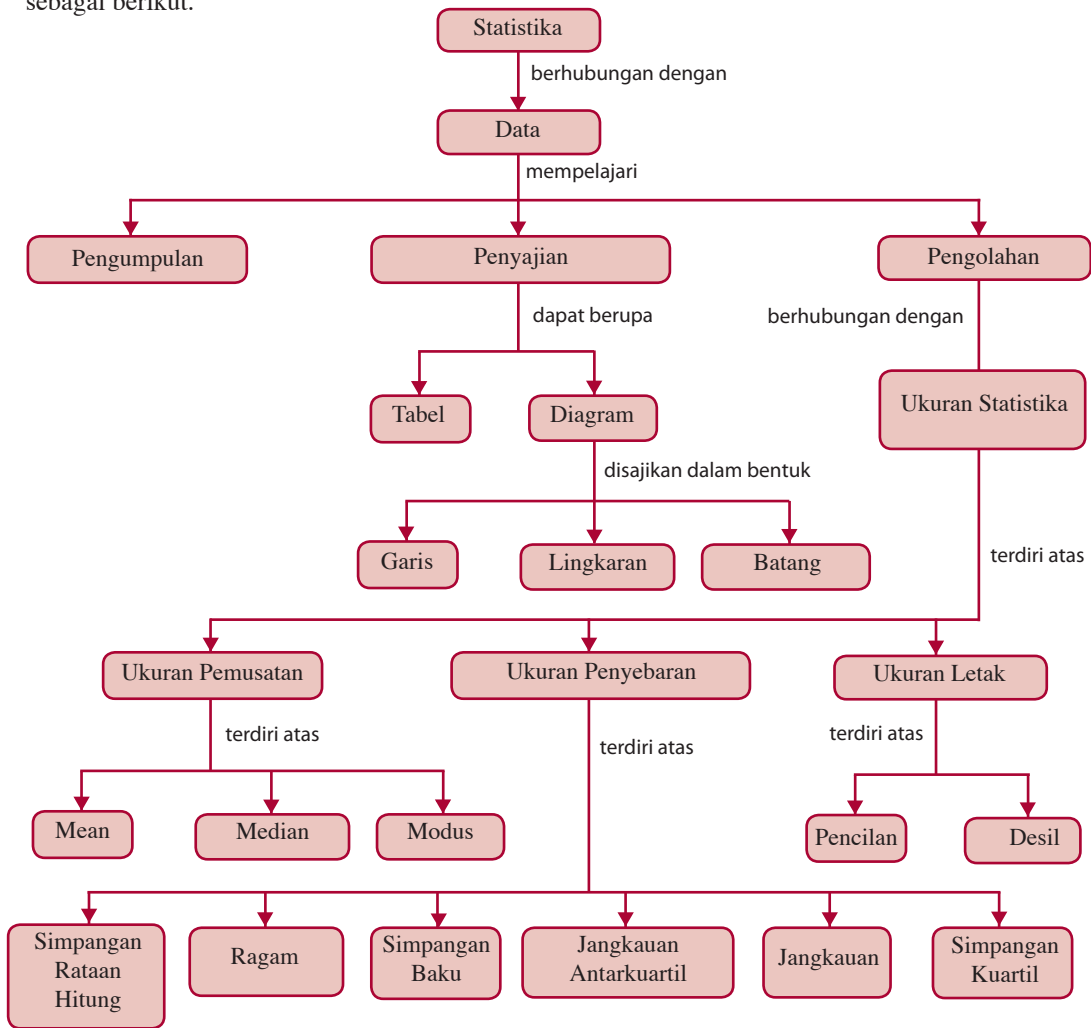 sebagai berikut.
Statistika
berhubungan dengan
Data
mempelajari
Pengumpulan
Penyajian
Pengolahan
dapat berupa
berhubungan dengan
Tabel
Diagram
Ukuran Statistika
disajikan dalam bentuk
Garis
Lingkaran
Batang
terdiri atas
Ukuran Pemusatan
Ukuran Penyebaran
Ukuran Letak
terdiri atas
terdiri atas
terdiri atas
Mean
Median
Modus
Pencilan
Desil
Simpangan
Rataan
Hitung
Ragam
Simpangan
Baku
Jangkauan
Antarkuartil
Jangkauan
Simpangan
Kuartil